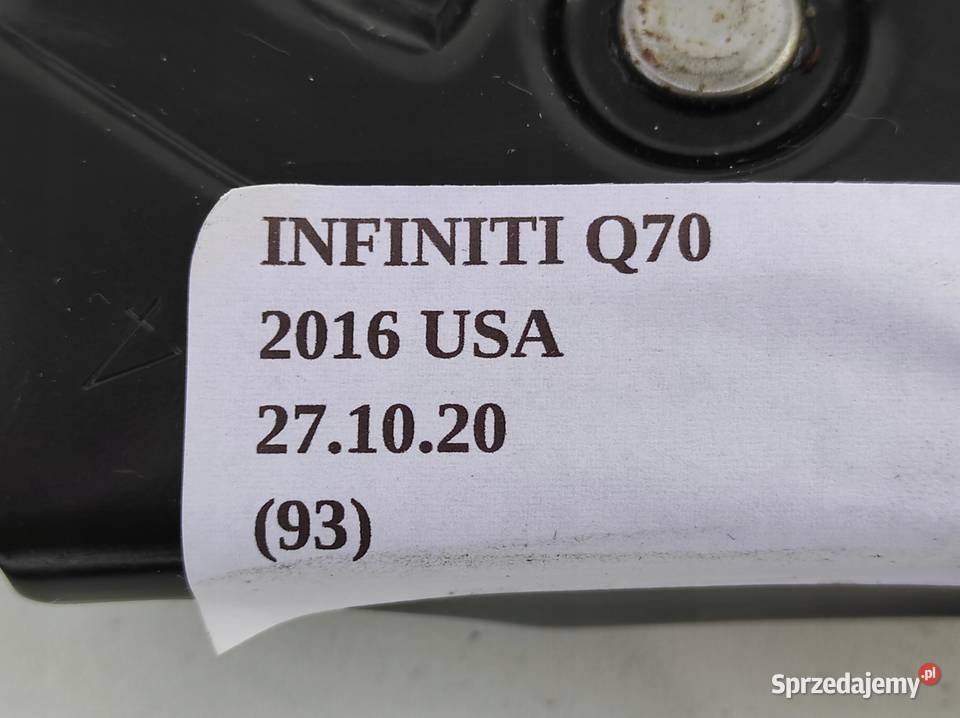 INFINITI Q70
2016 USA
27.10.20
(93)
Sprzedajemy.pl